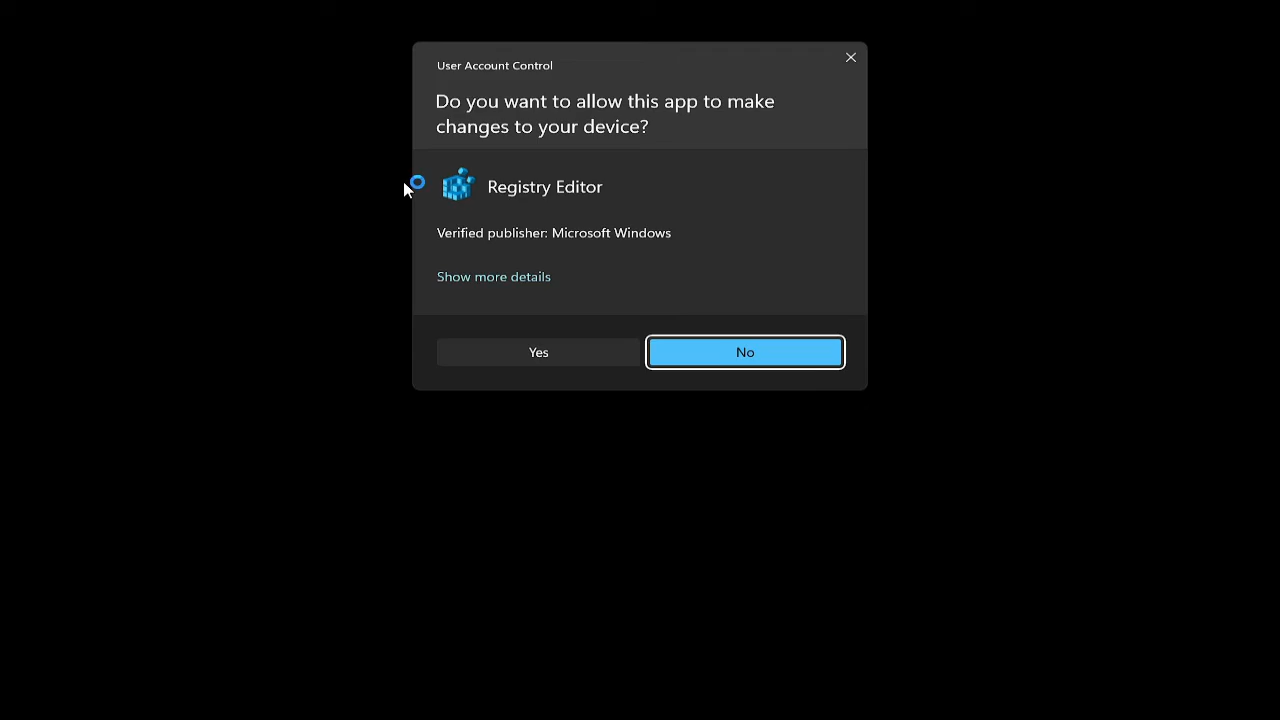 User Account Control
Do you want to allow this app to make
changes to your device?
Registry Editor
Verified publisher: Microsoft Windows
Show more details
Yes
No